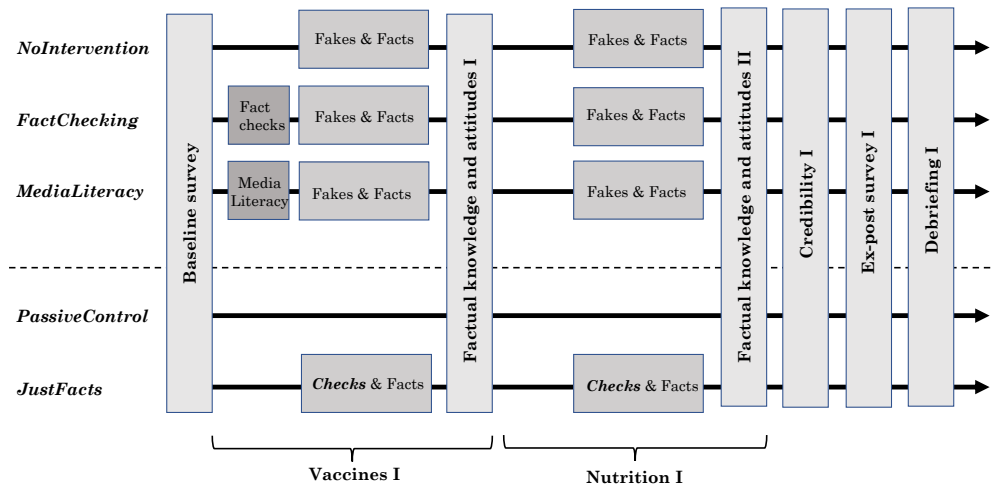 NoIntervention
Fakes & Facts
Fakes & Facts
FactChecking
Fact
checks
Fakes & Facts
Fakes & Facts
MediaLiteracy
Media
Literacy
Fakes & Facts
Fakes & Facts
PassiveControl
JustFacts
Checks & Facts
Checks & Facts
Baseline survey
Factual knowledge and attitudes I
Factual knowledge and attitudes II
Credibility I
Ex-post survey I
Debriefing I
Vaccines I
Nutrition I